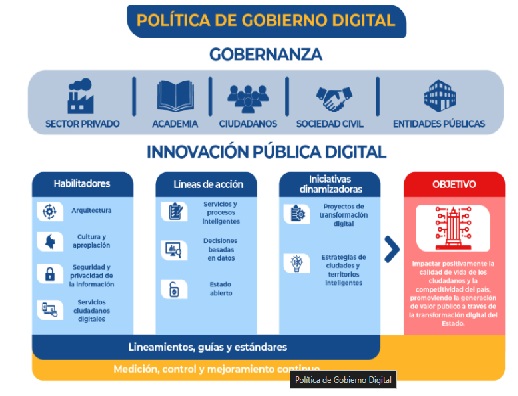 POLÍTICA DE GOBIERNO DIGITAL
GOBERNANZA
SECTOR PRIVADO
ACADEMIA
CIUDADANOS
SOCIEDAD CIVIL
ENTIDADES PÚBLICAS
INNOVACIÓN PÚBLICA DIGITAL
Habilitadores
Arquitectura
Cultura y
apropiación
Seguridad y
privacidad de
la información
Servicios
ciudadanos
digitales
Líneas de acción
Servicios y
procesos
inteligentes
Decisiones
basadas
en datos
Estado
abierto
Iniciativas
dinamizadoras
Proyectos de
transformación
digital
Estrategias de
ciudades y
territorios
inteligentes
OBJETIVO
Impactar positivamente la
calidad de vida de los
ciudadanos y la
competitividad del país,
promoviendo la generación
de valor público a través de
la transformación digital del
Estado.
Lineamientos, guías y estándares
Medición, control y mejoramiento continuo
Política de Gobierno Digital